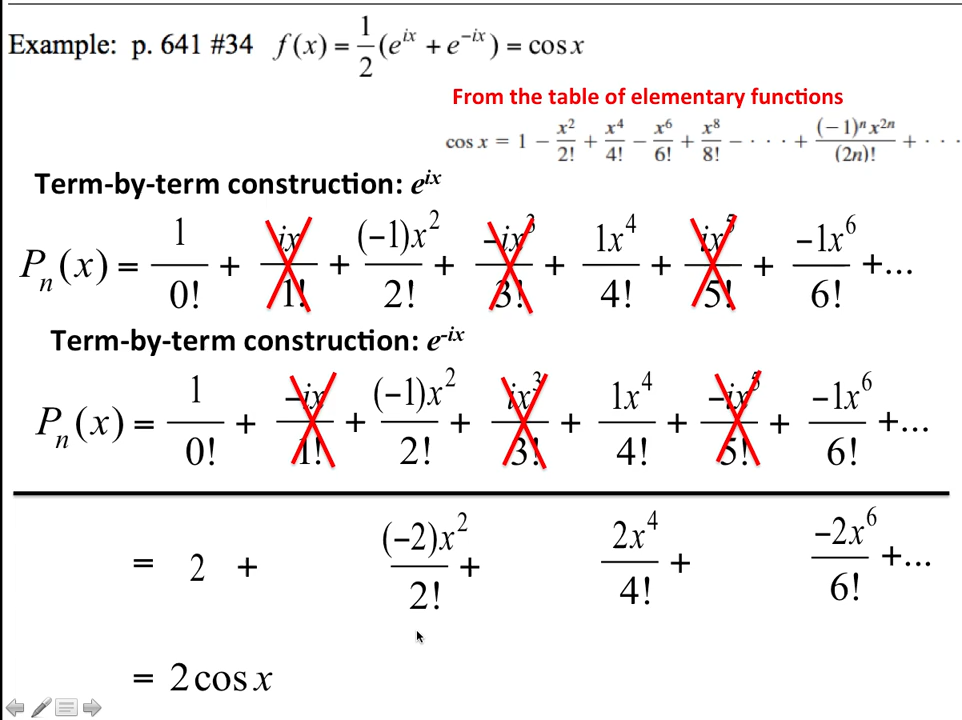 Example: p. 641 #34 f(x) = 1/2 (e^{ix} + e^{-ix}) = cos x
From the table of elementary functions
cos x = 1 − x²/2! + x⁴/4! − x⁶/6! + x⁸/8! − · · · + (−1)ⁿx²ⁿ/(2n)! + · · ·
Term-by-term construction: e^{ix}
Pₙ(x) = 1/0! + ix/1! + (−1)x²/2! + −ix³/3! + 1x⁴/4! + ix⁵/5! + −1x⁶/6! +...
Term-by-term construction: e^{-ix}
Pₙ(x) = 1/0! + −ix/1! + (−1)x²/2! + ix³/3! + 1x⁴/4! + −ix⁵/5! + −1x⁶/6! +...
= 2 + (−2)x²/2! + 2x⁴/4! + −2x⁶/6! +...
= 2cos x